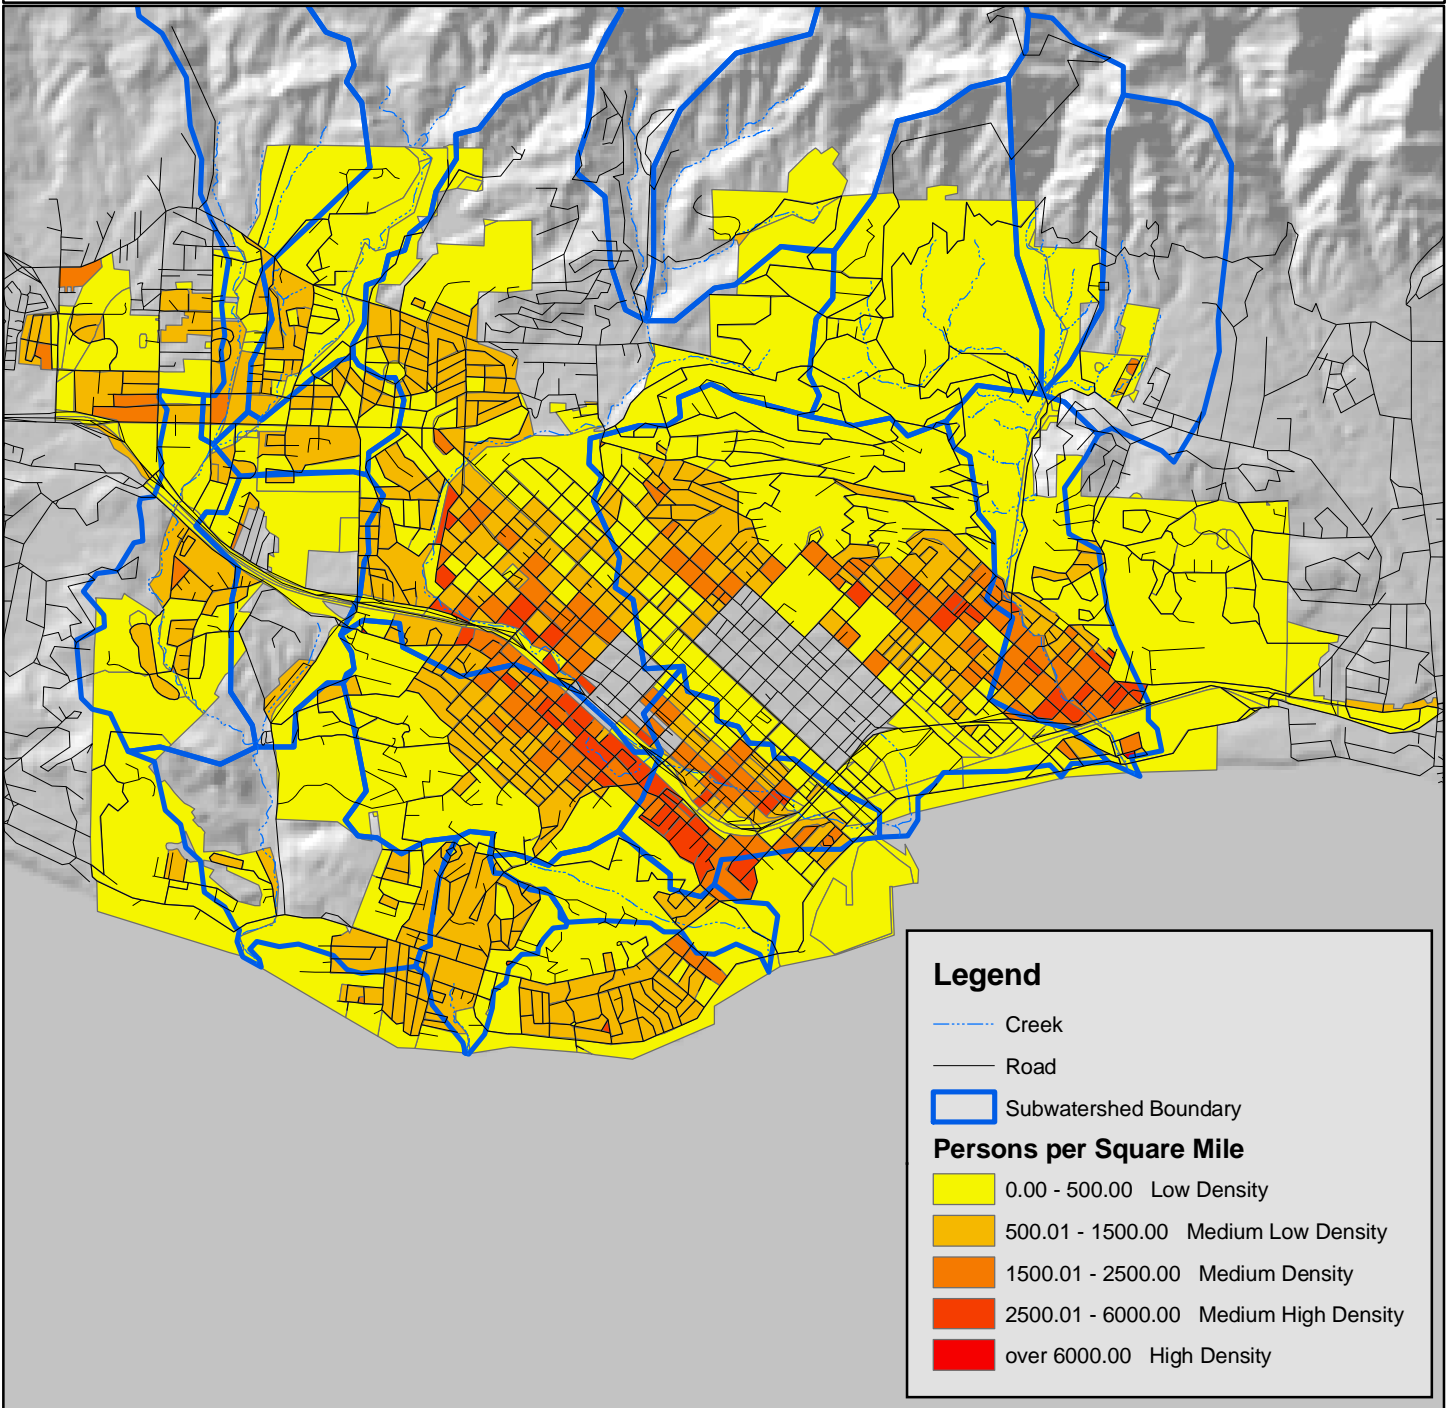 Legend
Creek
Road
Subwatershed Boundary
Persons per Square Mile
0.00 - 500.00 Low Density
500.01 - 1500.00 Medium Low Density
1500.01 - 2500.00 Medium Density
2500.01 - 6000.00 Medium High Density
over 6000.00 High Density